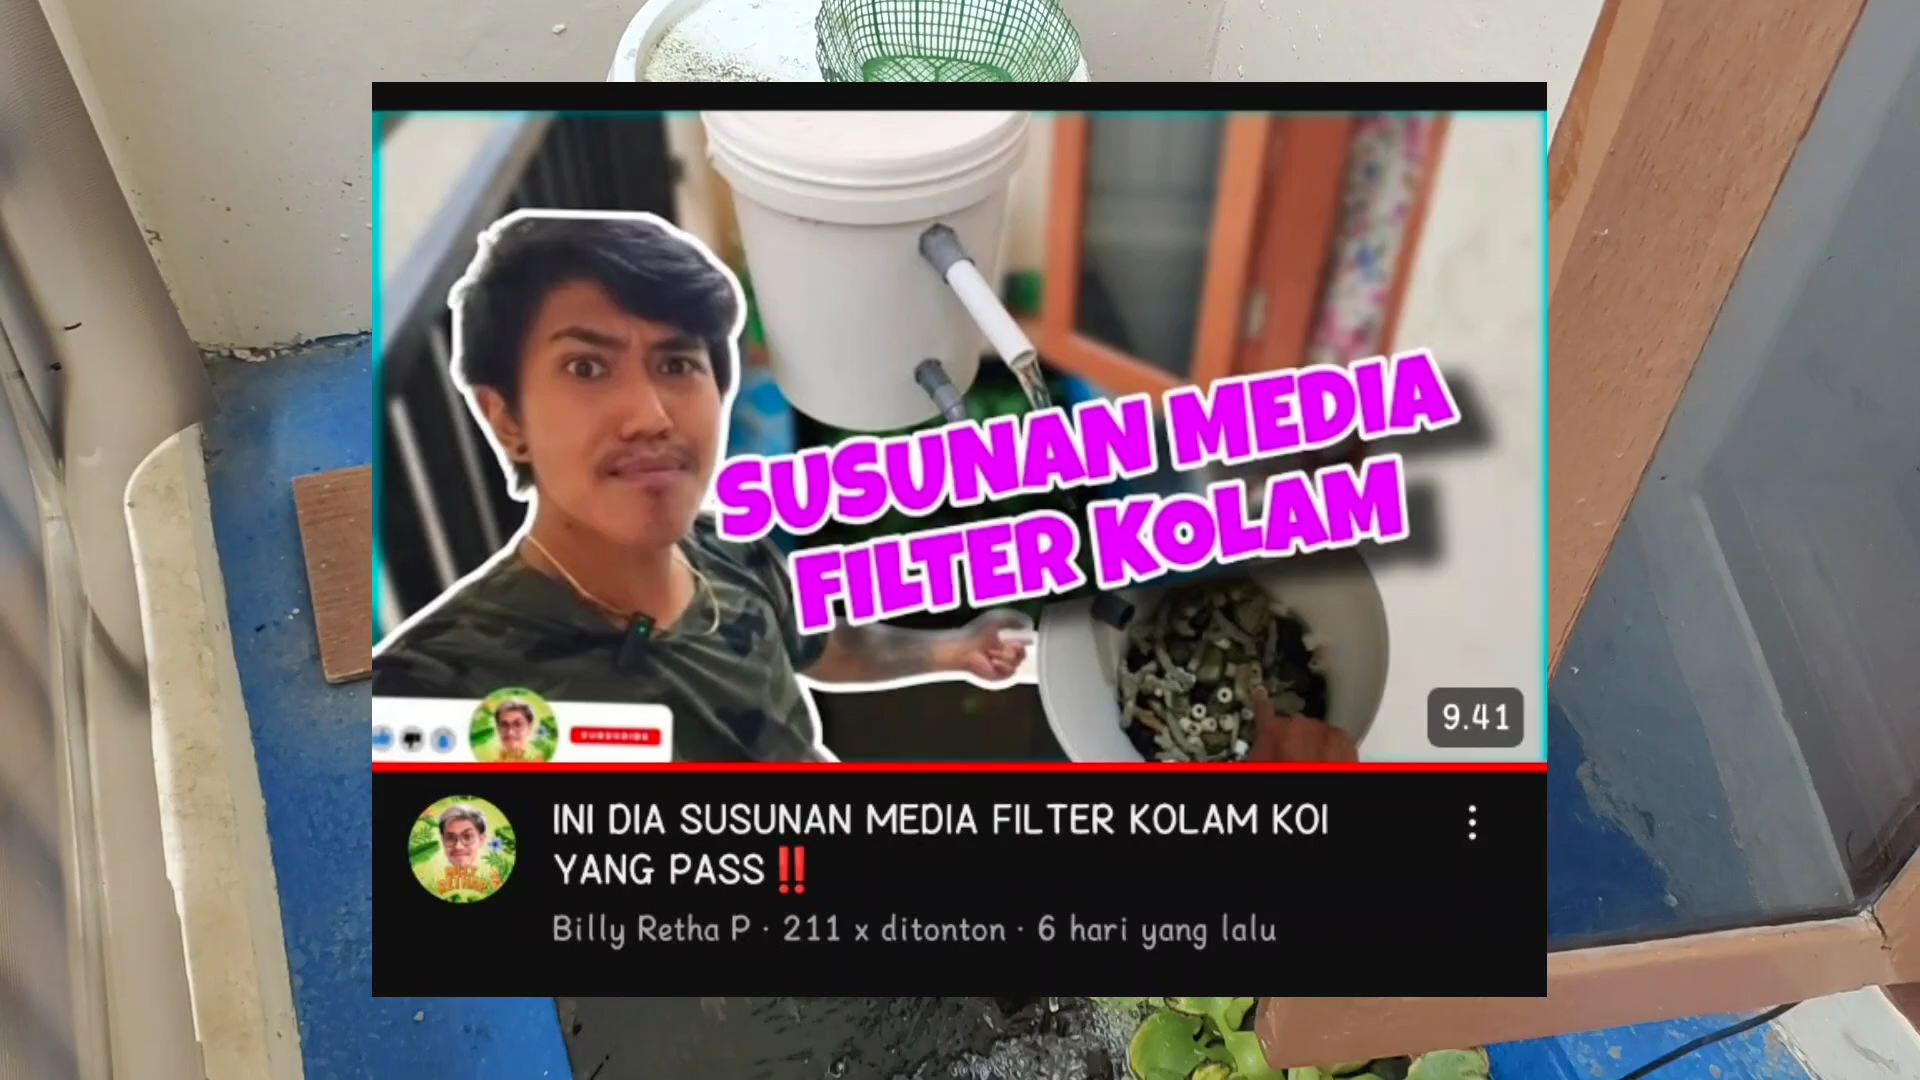 SUSUNAN MEDIA
FILTER KOLAM
SUBSCRIBE
9.41
INI DIA SUSUNAN MEDIA FILTER KOLAM KOI
YANG PASS‼️
Billy Retha P · 211 x ditonton · 6 hari yang lalu